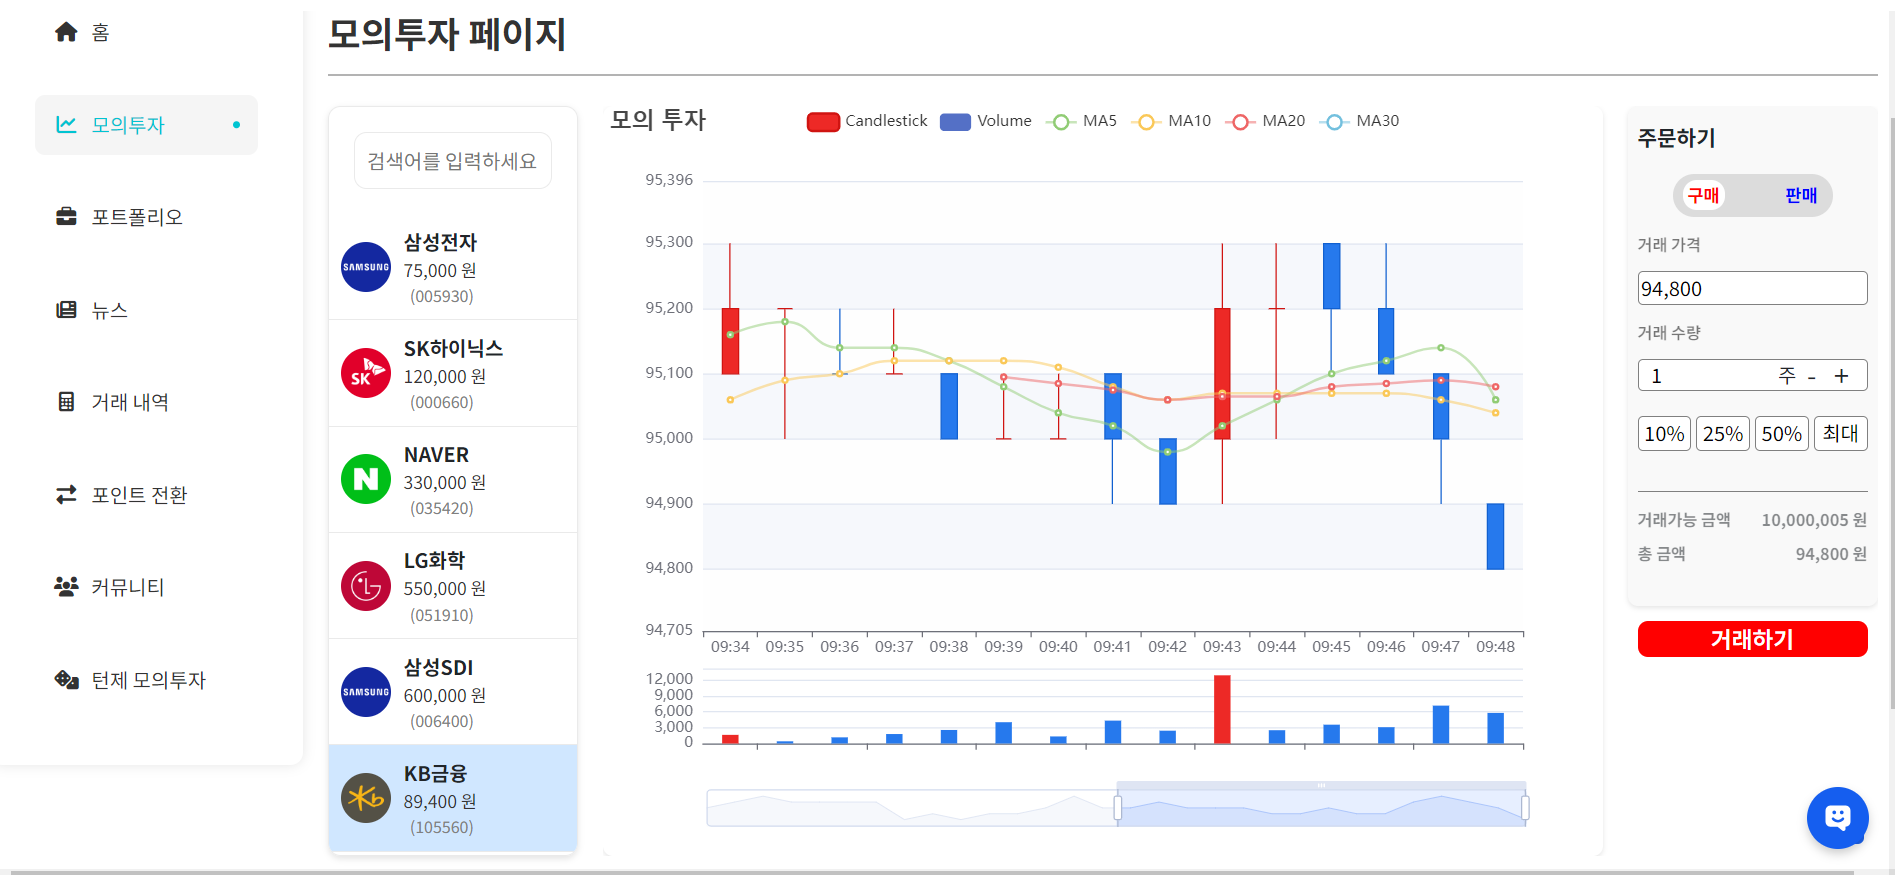 홈
모의투자
포트폴리오
뉴스
거래 내역
포인트 전환
커뮤니티
턴제 모의투자
모의투자 페이지
검색어를 입력하세요
SAMSUNG
삼성전자
75,000 원
(005930)
SK
SK하이닉스
120,000 원
(000660)
N
NAVER
330,000 원
(035420)
LG화학
550,000 원
(051910)
SAMSUNG
삼성SDI
600,000 원
(006400)
Kb
KB금융
89,400 원
(105560)
모의 투자
Candlestick Volume MA5 MA10 MA20 MA30
95,396
95,300
95,200
95,100
95,000
94,900
94,800
94,705
09:34 09:35 09:36 09:37 09:38 09:39 09:40 09:41 09:42 09:43 09:44 09:45 09:46 09:47 09:48
12,000
9,000
6,000
3,000
0
주문하기
구매 판매
거래 가격
94,800
거래 수량
1 주 - +
10% 25% 50% 최대
거래가능 금액 10,000,005 원
총 금액 94,800 원
거래하기